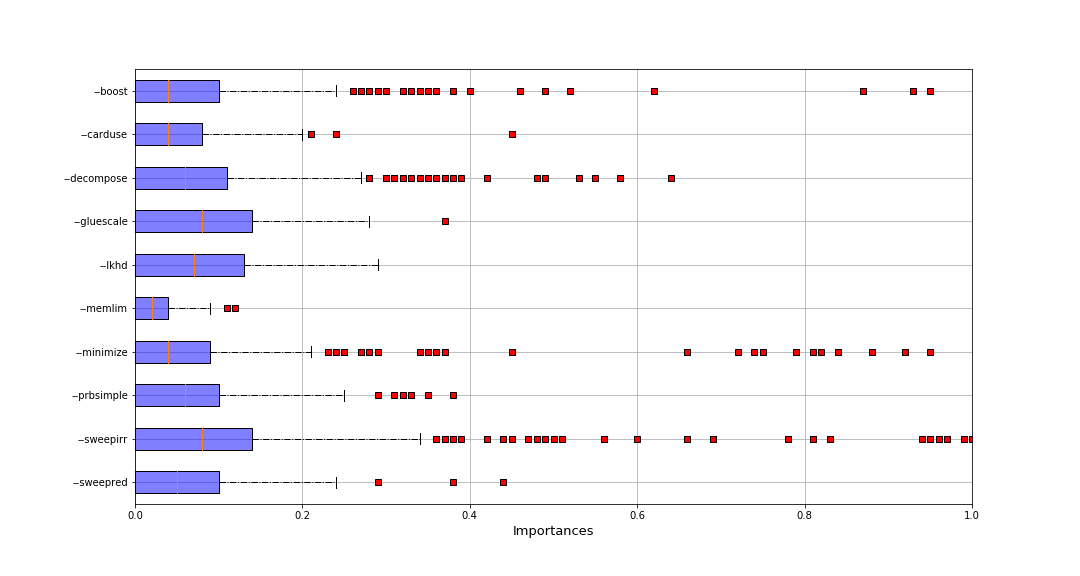 –boost
–carduse
–decompose
–gluescale
–lkhd
–memlim
–minimize
–prbsimple
–sweepirr
–sweepred
0.0 0.2 0.4 0.6 0.8 1.0
Importances